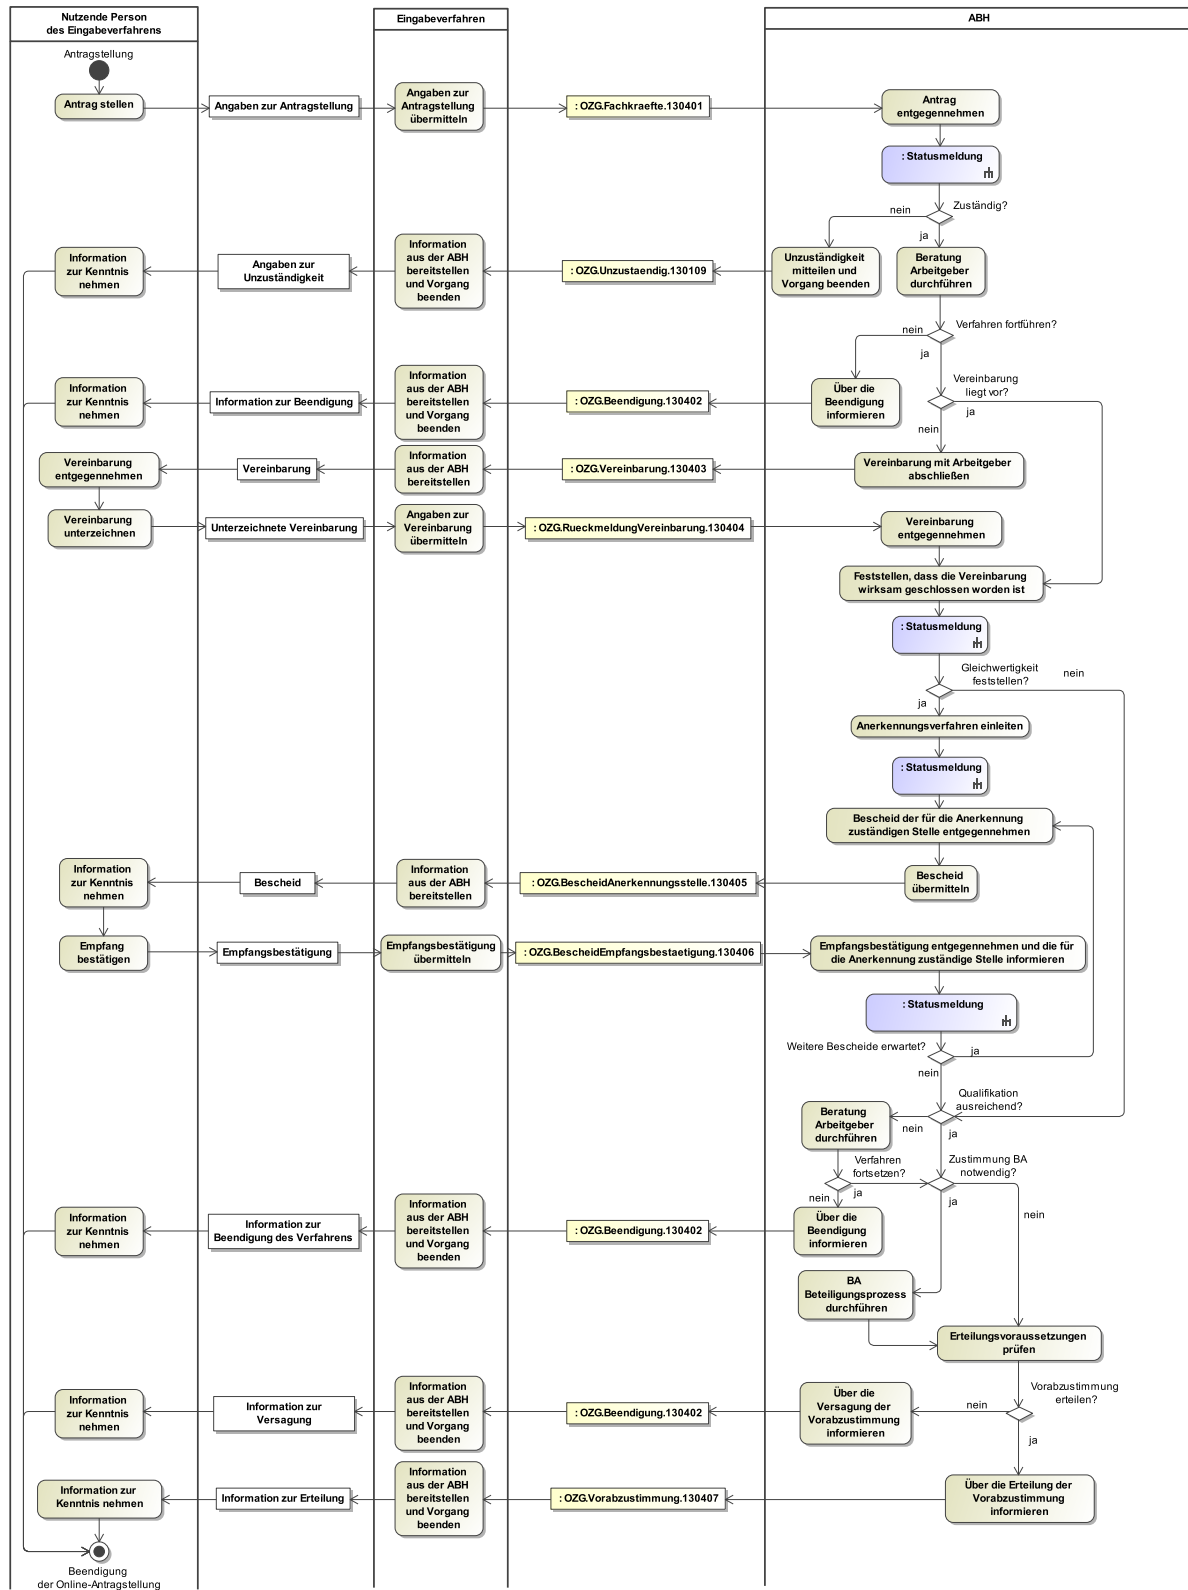 Nutzende Person
des Eingabeverfahrens
Eingabeverfahren
ABH
Antragstellung
Antrag stellen
Angaben zur Antragstellung
Angaben zur
Antragstellung
übermitteln
: OZG.Fachkraefte.130401
Antrag
entgegennehmen
: Statusmeldung
Zuständig?
nein
ja
Information
zur Kenntnis
nehmen
Angaben zur
Unzuständigkeit
Information
aus der ABH
bereitstellen
und Vorgang
beenden
: OZG.Unzustaendig.130109
Unzuständigkeit
mitteilen und
Vorgang beenden
Beratung
Arbeitgeber
durchführen
Verfahren fortführen?
nein
ja
Information
zur Kenntnis
nehmen
Information zur Beendigung
Information
aus der ABH
bereitstellen
und Vorgang
beenden
: OZG.Beendigung.130402
Über die
Beendigung
informieren
Vereinbarung
liegt vor?
ja
nein
Vereinbarung
entgegennehmen
Vereinbarung
Information
aus der ABH
bereitstellen
: OZG.Vereinbarung.130403
Vereinbarung mit Arbeitgeber
abschließen
Vereinbarung
unterzeichnen
Unterzeichnete Vereinbarung
Angaben zur
Vereinbarung
übermitteln
: OZG.RueckmeldungVereinbarung.130404
Vereinbarung
entgegennehmen
Feststellen, dass die Vereinbarung
wirksam geschlossen worden ist
: Statusmeldung
Gleichwertigkeit
feststellen?
nein
ja
Anerkennungsverfahren einleiten
: Statusmeldung
Bescheid der für die Anerkennung
zuständigen Stelle entgegennehmen
Information
zur Kenntnis
nehmen
Bescheid
Information
aus der ABH
bereitstellen
: OZG.BescheidAnerkennungsstelle.130405
Bescheid
übermitteln
Empfang
bestätigen
Empfangsbestätigung
Empfangsbestätigung
übermitteln
: OZG.BescheidEmpfangsbestaetigung.130406
Empfangsbestätigung entgegennehmen und die für
die Anerkennung zuständige Stelle informieren
: Statusmeldung
Weitere Bescheide erwartet?
ja
nein
Qualifikation
ausreichend?
nein
ja
Beratung
Arbeitgeber
durchführen
Verfahren
fortsetzen?
Zustimmung BA
notwendig?
nein
ja
ja
nein
Information
zur Kenntnis
nehmen
Information zur
Beendigung des Verfahrens
Information
aus der ABH
bereitstellen
und Vorgang
beenden
: OZG.Beendigung.130402
Über die
Beendigung
informieren
BA
Beteiligungsprozess
durchführen
Erteilungsvoraussetzungen
prüfen
Vorabzustimmung
erteilen?
nein
ja
Information
zur Kenntnis
nehmen
Information zur
Versagung
Information
aus der ABH
bereitstellen
und Vorgang
beenden
: OZG.Beendigung.130402
Über die
Versagung der
Vorabzustimmung
informieren
Information zur
Kenntnis nehmen
Information zur Erteilung
Information
aus der ABH
bereitstellen
und Vorgang
beenden
: OZG.Vorabzustimmung.130407
Über die Erteilung der
Vorabzustimmung
informieren
Beendigung
der Online-Antragstellung